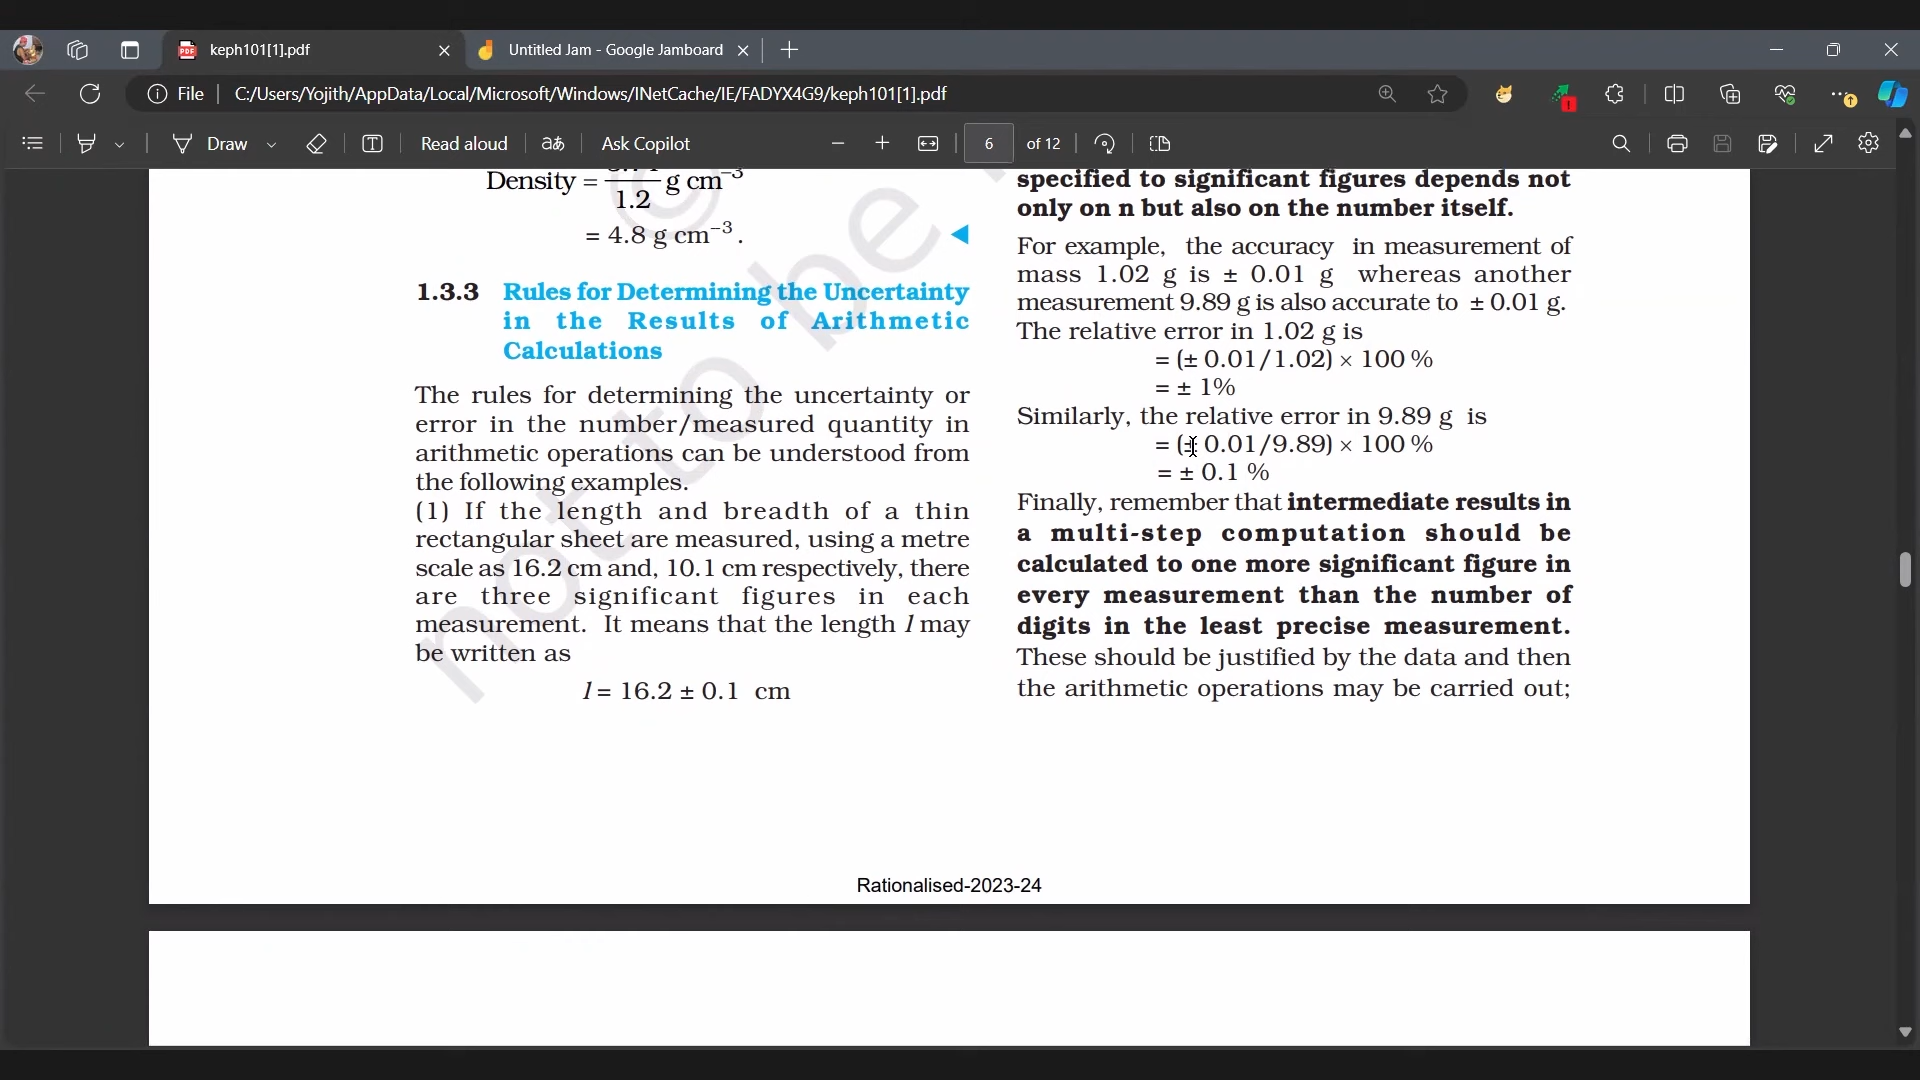 keph101[1].pdf
Untitled Jam - Google Jamboard
File
C:/Users/Yojith/AppData/Local/Microsoft/Windows/INetCache/IE/FADYX4G9/keph101[1].pdf
Draw
Read aloud
aあ
Ask Copilot
6
of 12
Density =
1.2
g cm⁻³
= 4.8 g cm⁻³ .
1.3.3 Rules for Determining the Uncertainty
in the Results of Arithmetic
Calculations
The rules for determining the uncertainty or
error in the number/measured quantity in
arithmetic operations can be understood from
the following examples.
(1) If the length and breadth of a thin
rectangular sheet are measured, using a metre
scale as 16.2 cm and, 10.1 cm respectively, there
are three significant figures in each
measurement. It means that the length l may
be written as
l = 16.2 ± 0.1 cm
specified to significant figures depends not
only on n but also on the number itself.
For example, the accuracy in measurement of
mass 1.02 g is ± 0.01 g whereas another
measurement 9.89 g is also accurate to ± 0.01 g.
The relative error in 1.02 g is
= (± 0.01/1.02) × 100 %
= ± 1%
Similarly, the relative error in 9.89 g is
= (± 0.01/9.89) × 100 %
= ± 0.1 %
Finally, remember that intermediate results in
a multi-step computation should be
calculated to one more significant figure in
every measurement than the number of
digits in the least precise measurement.
These should be justified by the data and then
the arithmetic operations may be carried out;
© not to be
Rationalised-2023-24